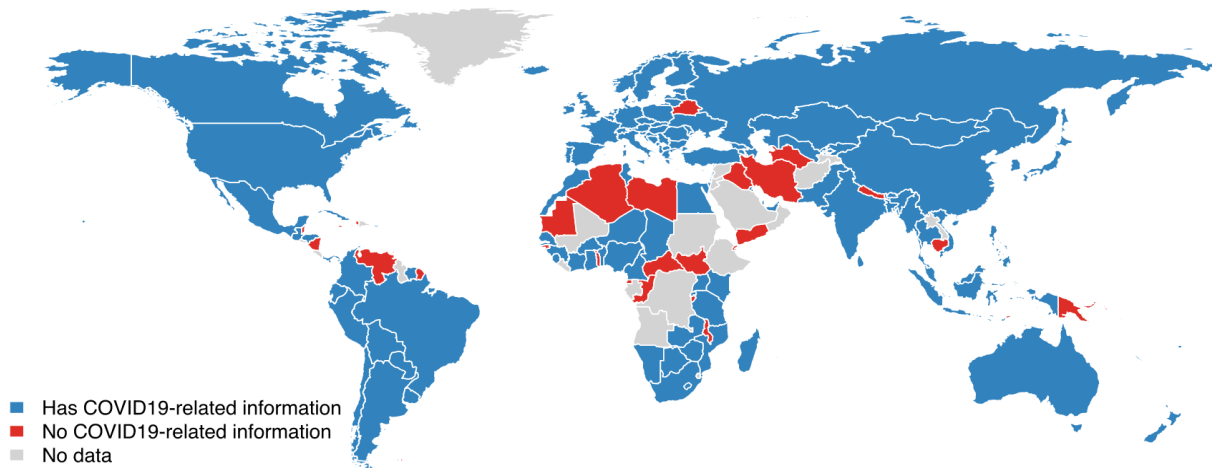 Has COVID19-related information
No COVID19-related information
No data